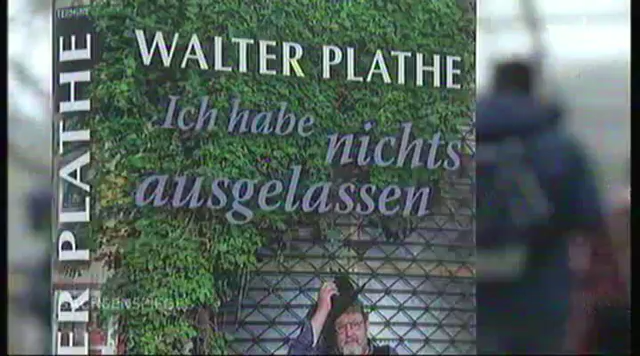 WALTER PLATHE
Ich habe
nichts
ausgelassen
ER PLATHE